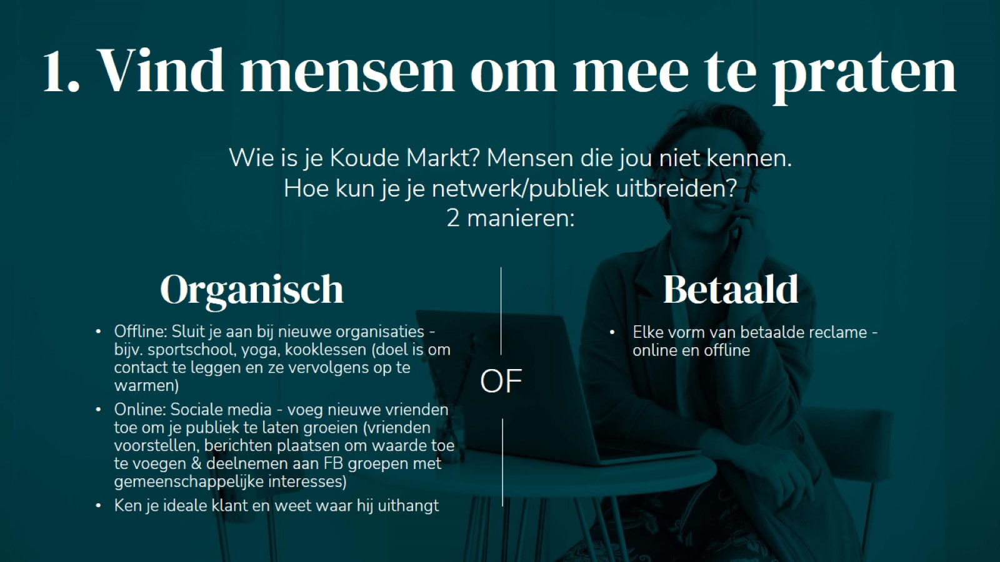 1. Vind mensen om mee te praten
Wie is je Koude Markt? Mensen die jou niet kennen.
Hoe kun je je netwerk/publiek uitbreiden?
2 manieren:
Organisch
• Offline: Sluit je aan bij nieuwe organisaties -
bijv. sportschool, yoga, kooklessen (doel is om
contact te leggen en ze vervolgens op te
warmen)
• Online: Sociale media - voeg nieuwe vrienden
toe om je publiek te laten groeien (vrienden
voorstellen, berichten plaatsen om waarde toe
te voegen & deelnemen aan FB groepen met
gemeenschappelijke interesses)
• Ken je ideale klant en weet waar hij uithangt
OF
Betaald
• Elke vorm van betaalde reclame -
online en offline